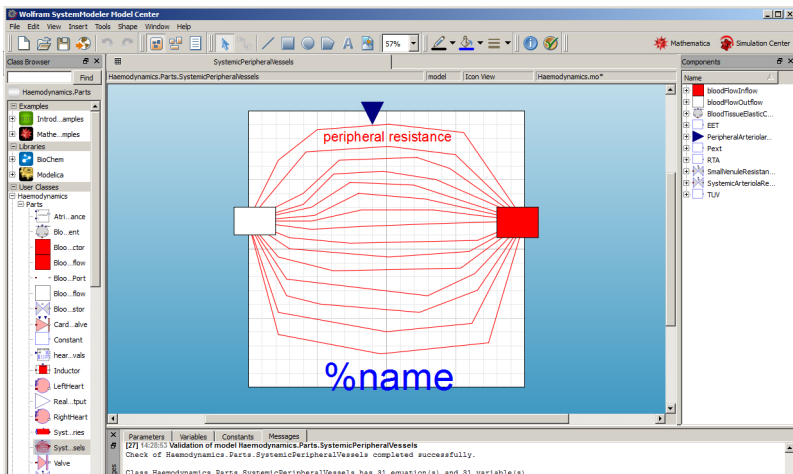 Wolfram SystemModeler Model Center
File Edit View Insert Tools Shape Window Help
57%
Mathematica Simulation Center
Class Browser
SystemicPeripheralVessels
Components
Find
Haemodynamics.Parts.SystemicPeripheralVessels
model
Icon View
Haemodynamics.mo*
Name
Haemodynamics.Parts
Examples
Introd...amples
Mathe...mples
Libraries
BioChem
Modelica
User Classes
Haemodynamics
Parts
Atri...ance
Blo...ent
Bloo...ctor
Bloo...flow
Bloo...Port
Bloo...flow
Bloo...stor
Card...alve
Constant
hear...vals
Inductor
LeftHeart
Real...tput
RightHeart
Syst...ries
Syst...sels
Valve
peripheral resistance
%name
bloodFlowInflow
bloodFlowOutflow
BloodTissueElasticC...
EET
PeripheralArteriolar...
Pext
RTA
SmallVenuleResistan...
SystemicArteriolaRe...
TUV
Parameters Variables Constants Messages
[27] 14:28:53 Validation of model Haemodynamics.Parts.SystemicPeripheralVessels
Check of Haemodynamics.Parts.SystemicPeripheralVessels completed successfully.
Class Haemodynamics.Parts.SystemicPeripheralVessels has 31 equation(s) and 31 variable(s)